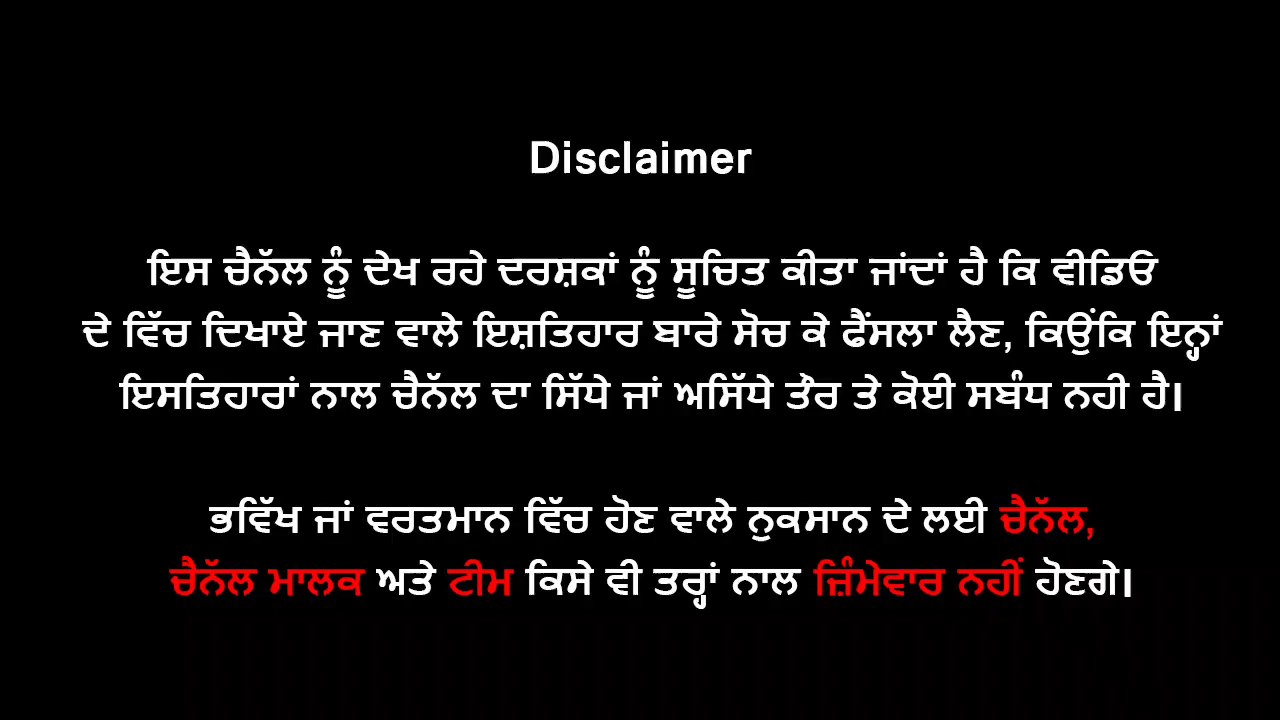 Disclaimer
ਇਸ ਚੈਨੱਲ ਨੂੰ ਦੇਖ ਰਹੇ ਦਰਸ਼ਕਾਂ ਨੂੰ ਸੂਚਿਤ ਕੀਤਾ ਜਾਂਦਾਂ ਹੈ ਕਿ ਵੀਡਿਓ
ਦੇ ਵਿੱਚ ਦਿਖਾਏ ਜਾਣ ਵਾਲੇ ਇਸ਼ਤਿਹਾਰ ਬਾਰੇ ਸੋਚ ਕੇ ਫੈਂਸਲਾ ਲੈਣ, ਕਿਉਂਕਿ ਇਨ੍ਹਾਂ
ਇਸਤਿਹਾਰਾਂ ਨਾਲ ਚੈਨੱਲ ਦਾ ਸਿੱਧੇ ਜਾਂ ਅਸਿੱਧੇ ਤੌਰ ਤੇ ਕੋਈ ਸਬੰਧ ਨਹੀ ਹੈ।
ਭਵਿੱਖ ਜਾਂ ਵਰਤਮਾਨ ਵਿੱਚ ਹੋਣ ਵਾਲੇ ਨੁਕਸਾਨ ਦੇ ਲਈ ਚੈਨੱਲ,
ਚੈਨੱਲ ਮਾਲਕ ਅਤੇ ਟੀਮ ਕਿਸੇ ਵੀ ਤਰ੍ਹਾਂ ਨਾਲ ਜ਼ਿੰਮੇਵਾਰ ਨਹੀਂ ਹੋਣਗੇ।